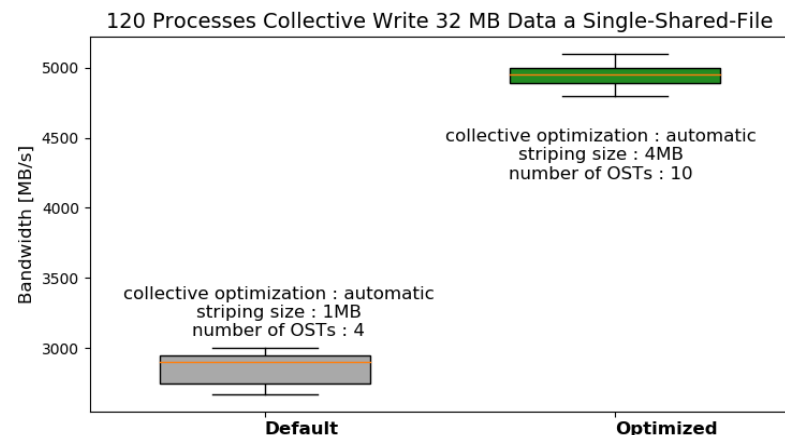 120 Processes Collective Write 32 MB Data a Single-Shared-File
5000
4500
4000
3500
3000
Bandwidth [MB/s]
collective optimization : automatic
striping size : 4MB
number of OSTs : 10
collective optimization : automatic
striping size : 1MB
number of OSTs : 4
Default
Optimized